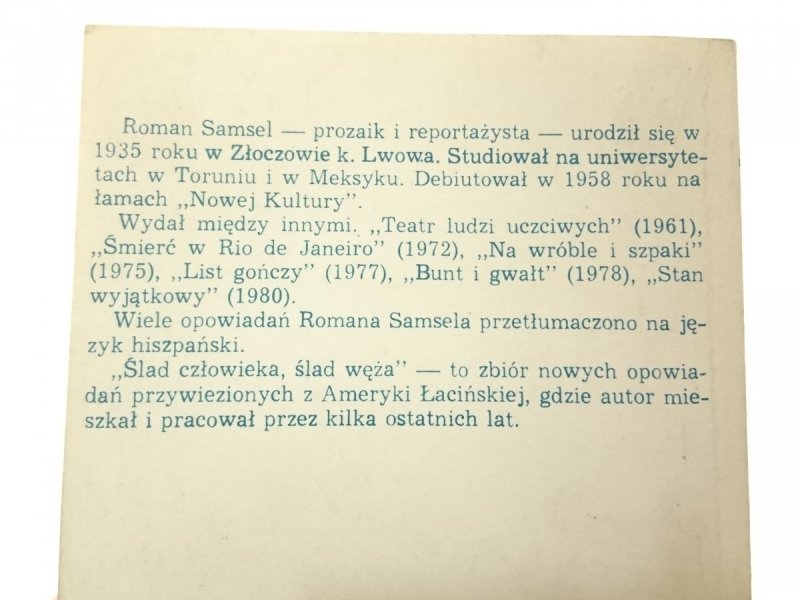 Roman Samsel — prozaik i reportażysta — urodził się w
1935 roku w Złoczowie k. Lwowa. Studiował na uniwersyte-
tach w Toruniu i w Meksyku. Debiutował w 1958 roku na
łamach „Nowej Kultury”.
Wydał między innymi. „Teatr ludzi uczciwych” (1961),
„Śmierć w Rio de Janeiro” (1972), „Na wróble i szpaki”
(1975), „List gończy” (1977), „Bunt i gwałt” (1978), „Stan
wyjątkowy” (1980).
Wiele opowiadań Romana Samsela przetłumaczono na ję-
zyk hiszpański.
„Ślad człowieka, ślad węża” — to zbiór nowych opowia-
dań przywiezionych z Ameryki Łacińskiej, gdzie autor mie-
szkał i pracował przez kilka ostatnich lat.